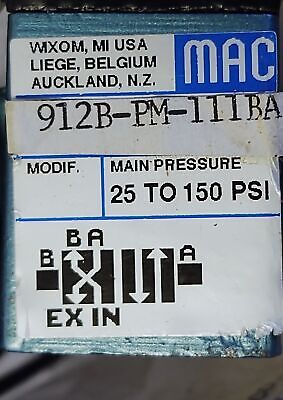 WIXOM, MI USA
LIEGE, BELGIUM
AUCKLAND, N.Z.
MAC
912B-PM-111BA
MODIF.
MAIN PRESSURE
25 TO 150 PSI
B A
B
A
EX IN